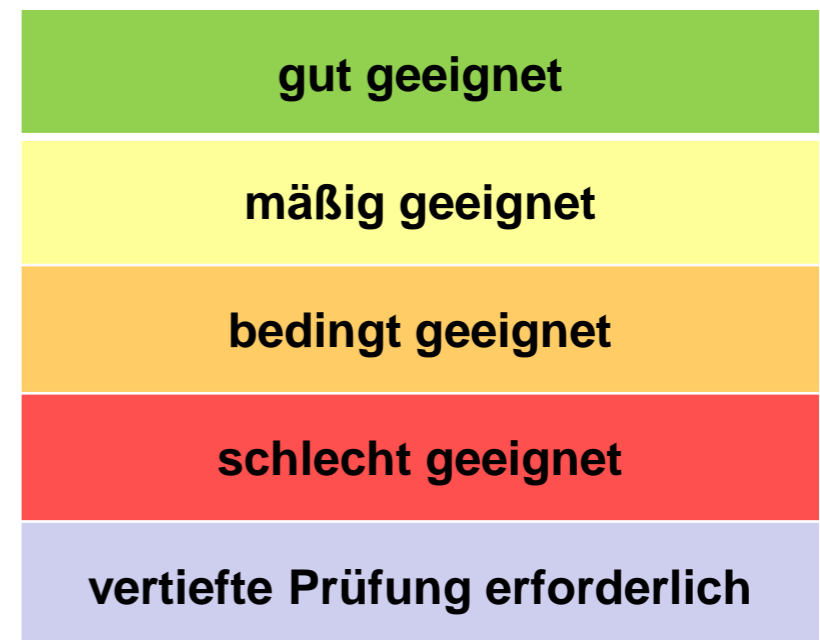 gut geeignet
mäßig geeignet
bedingt geeignet
schlecht geeignet
vertiefte Prüfung erforderlich